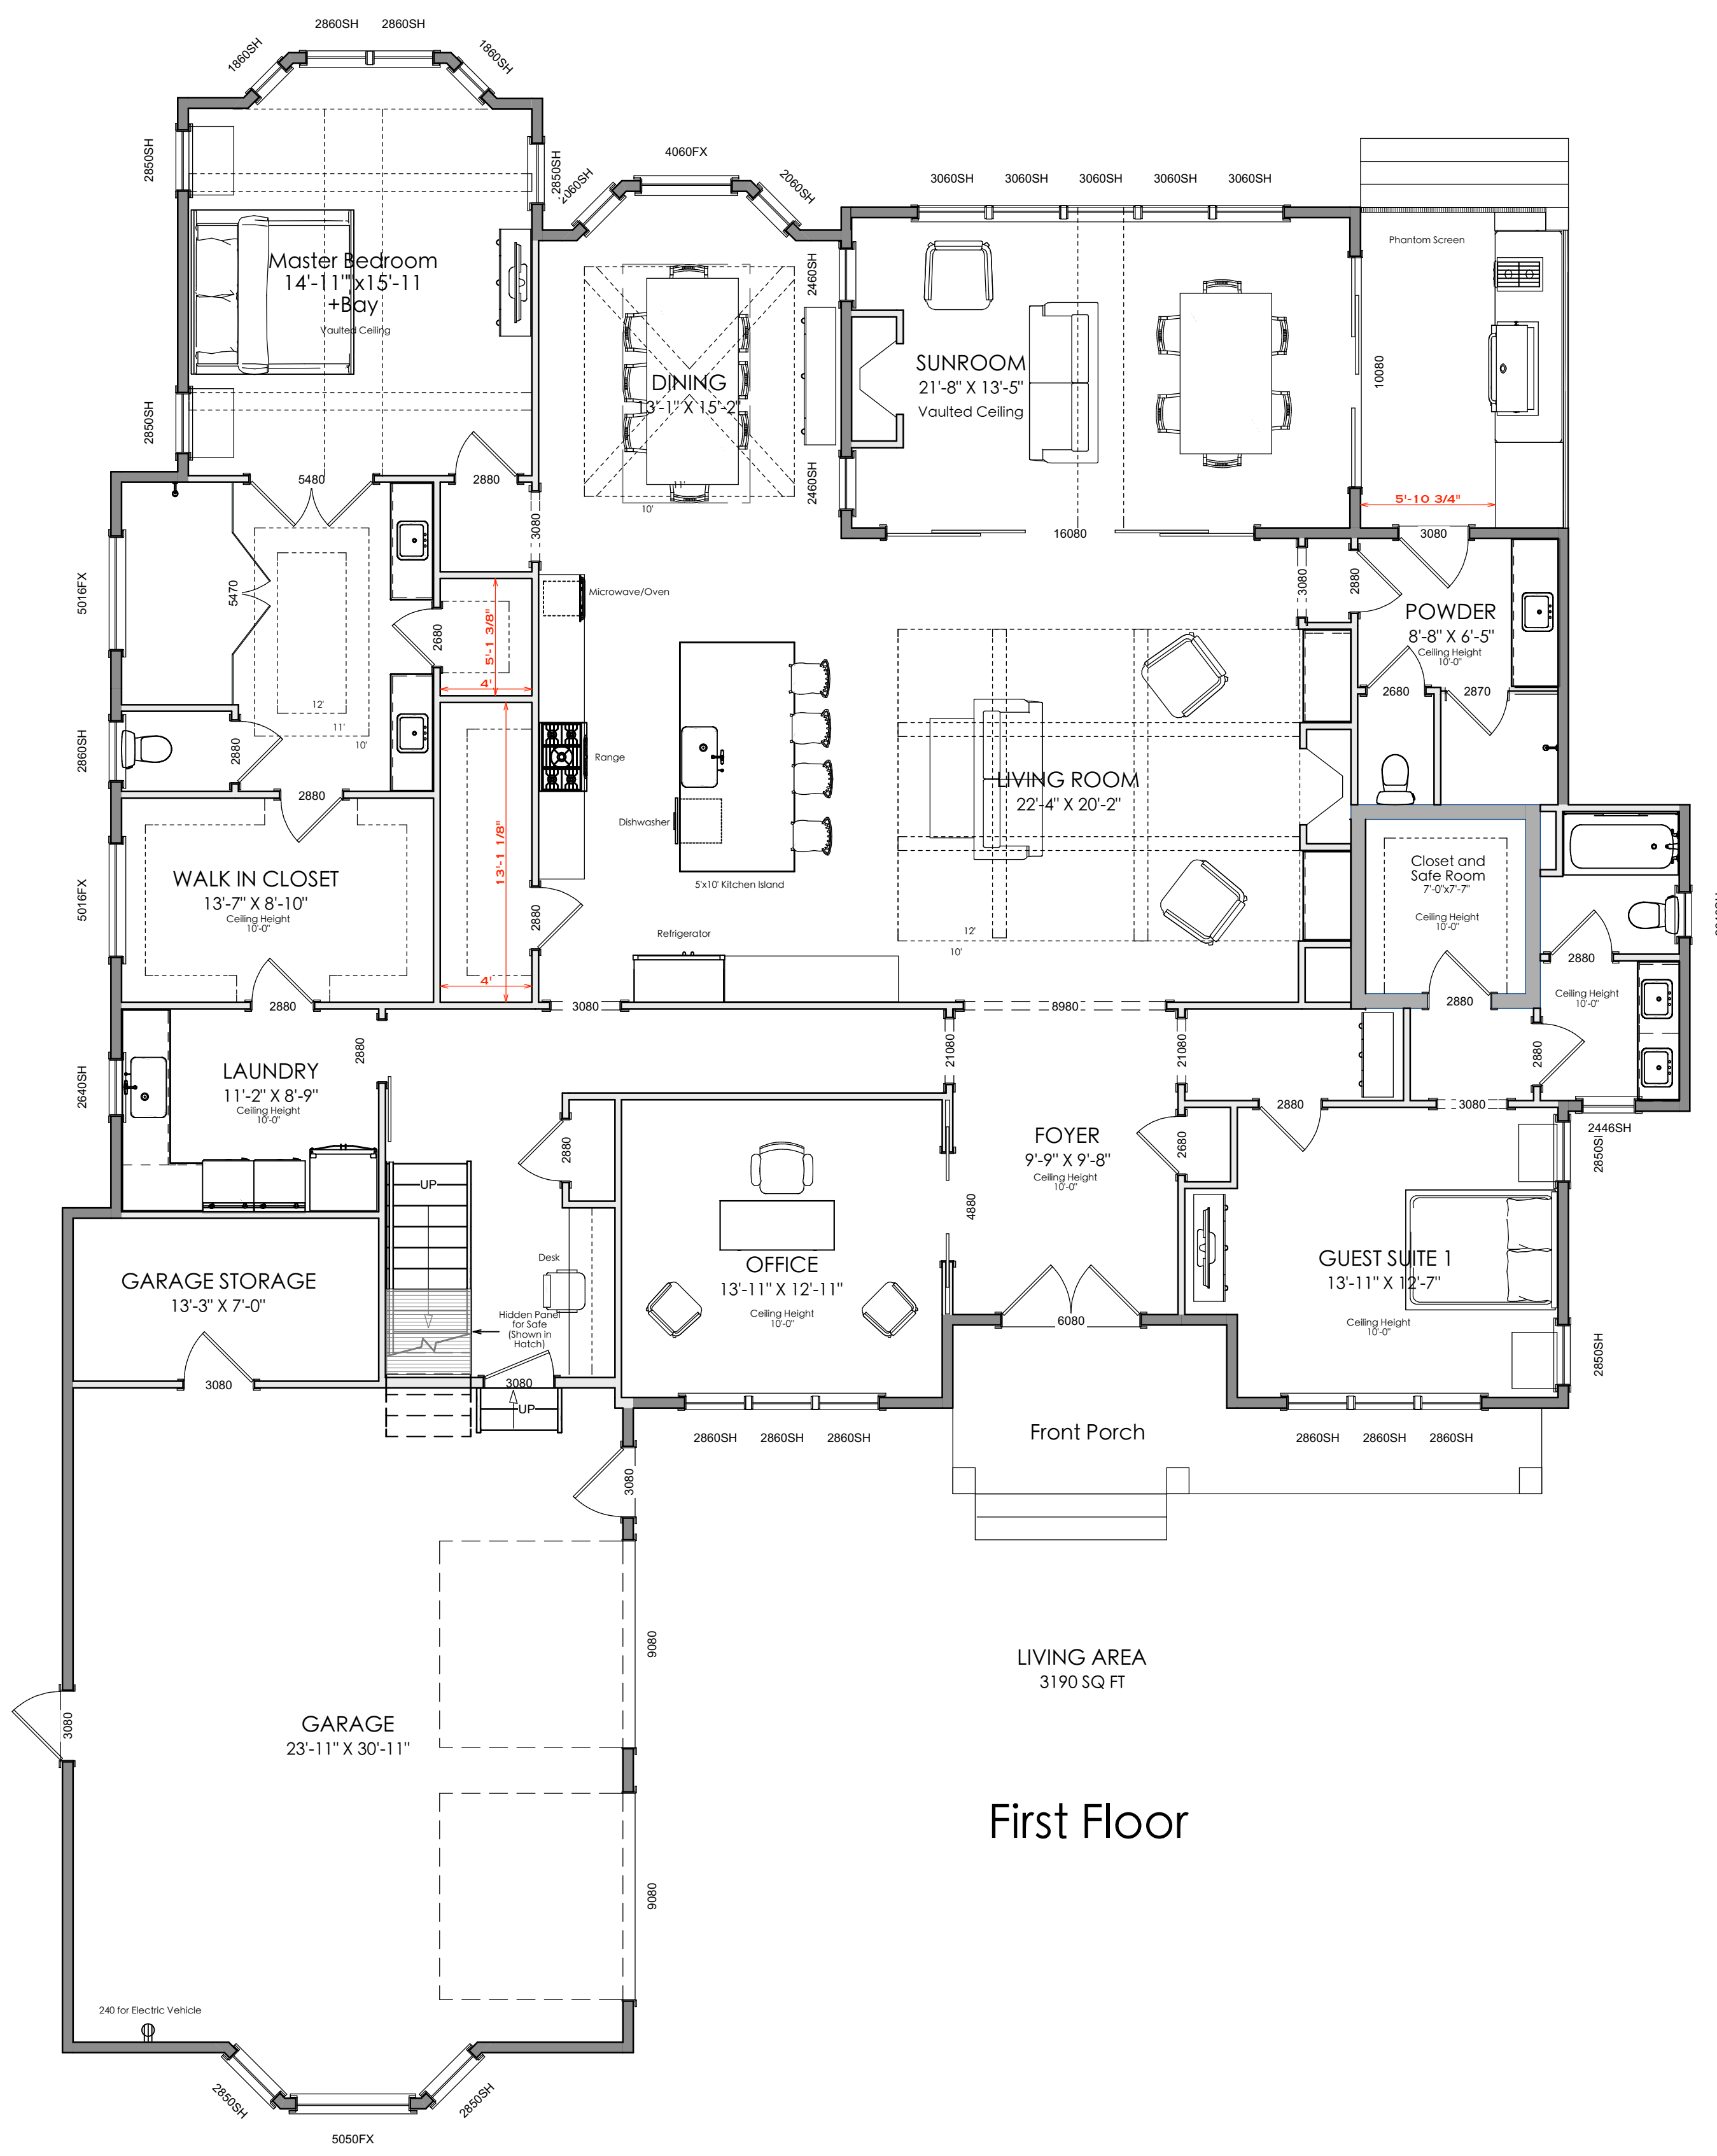 2860SH 2860SH
1860SH
1860SH
2850SH
2850SH
2060SH
4060FX
2060SH
3060SH 3060SH 3060SH 3060SH 3060SH
Phantom Screen
Master Bedroom
14'-11"x15'-11
+Bay
Vaulted Ceiling
2850SH
2460SH
2460SH
DINING
13'-1" X 15'-2"
11'
10'
SUNROOM
21'-8" X 13'-5"
Vaulted Ceiling
10080
5'-10 3/4"
5480
2880
3080
16080
3080
3080
2880
5016FX
5470
2680
5'-1 3/8"
4'
Microwave/Oven
POWDER
8'-8" X 6'-5"
Ceiling Height
10'-0"
2680
2870
12'
11'
10'
2860SH
2880
2880
13'-1 1/8"
Range
Dishwasher
5'x10' Kitchen Island
LIVING ROOM
22'-4" X 20'-2"
12'
10'
5016FX
WALK IN CLOSET
13'-7" X 8'-10"
Ceiling Height
10'-0"
2880
Refrigerator
Closet and
Safe Room
7'-0"x7'-7"
Ceiling Height
10'-0"
2880
2880
Ceiling Height
10'-0"
4'
2880
3080
8980
2640SH
LAUNDRY
11'-2" X 8'-9"
Ceiling Height
10'-0"
2880
21080
21080
2880
2880
3080
2446SH
2850SH
2880
UP
FOYER
9'-9" X 9'-8"
Ceiling Height
10'-0"
2680
4880
Desk
OFFICE
13'-11" X 12'-11"
Ceiling Height
10'-0"
GUEST SUITE 1
13'-11" X 12'-7"
Ceiling Height
10'-0"
GARAGE STORAGE
13'-3" X 7'-0"
Hidden Panel
for Safe
(Shown in
Hatch)
6080
2850SH
3080
3080
UP
2860SH 2860SH 2860SH
Front Porch
2860SH 2860SH 2860SH
3080
9080
LIVING AREA
3190 SQ FT
3080
GARAGE
23'-11" X 30'-11"
First Floor
9080
240 for Electric Vehicle
2850SH
2850SH
5050FX